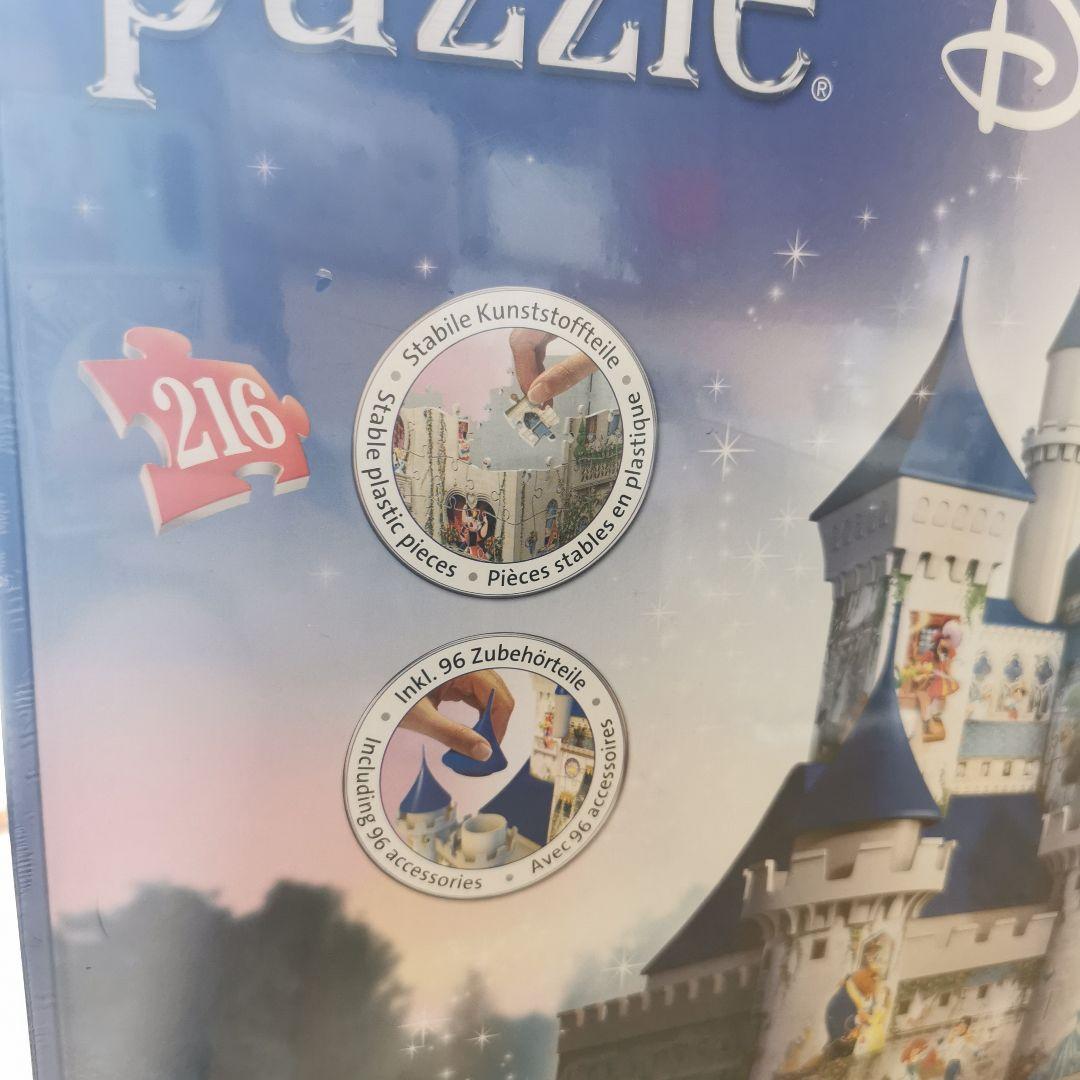 puzzle®
D
216
Stabile Kunststoffteile
Stable plastic pieces • Pièces stables en plastique
Inkl. 96 Zubehörteile
Including 96 accessories • Avec 96 accessoires